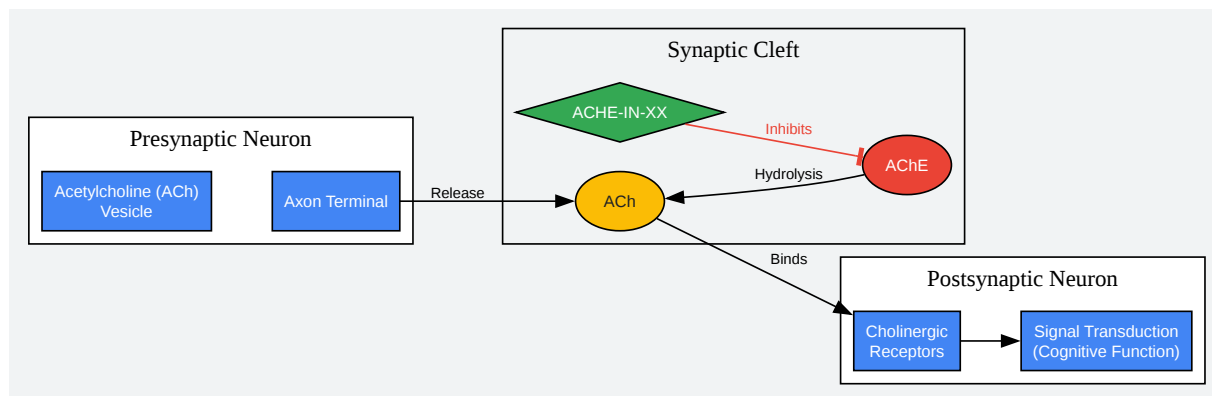 Synaptic Cleft
ACHE-IN-XX
Inhibits
Presynaptic Neuron
AChE
Hydrolysis
Acetylcholine (ACh)
Vesicle
Axon Terminal
Release
ACh
Binds
Postsynaptic Neuron
Cholinergic
Receptors
Signal Transduction
(Cognitive Function)